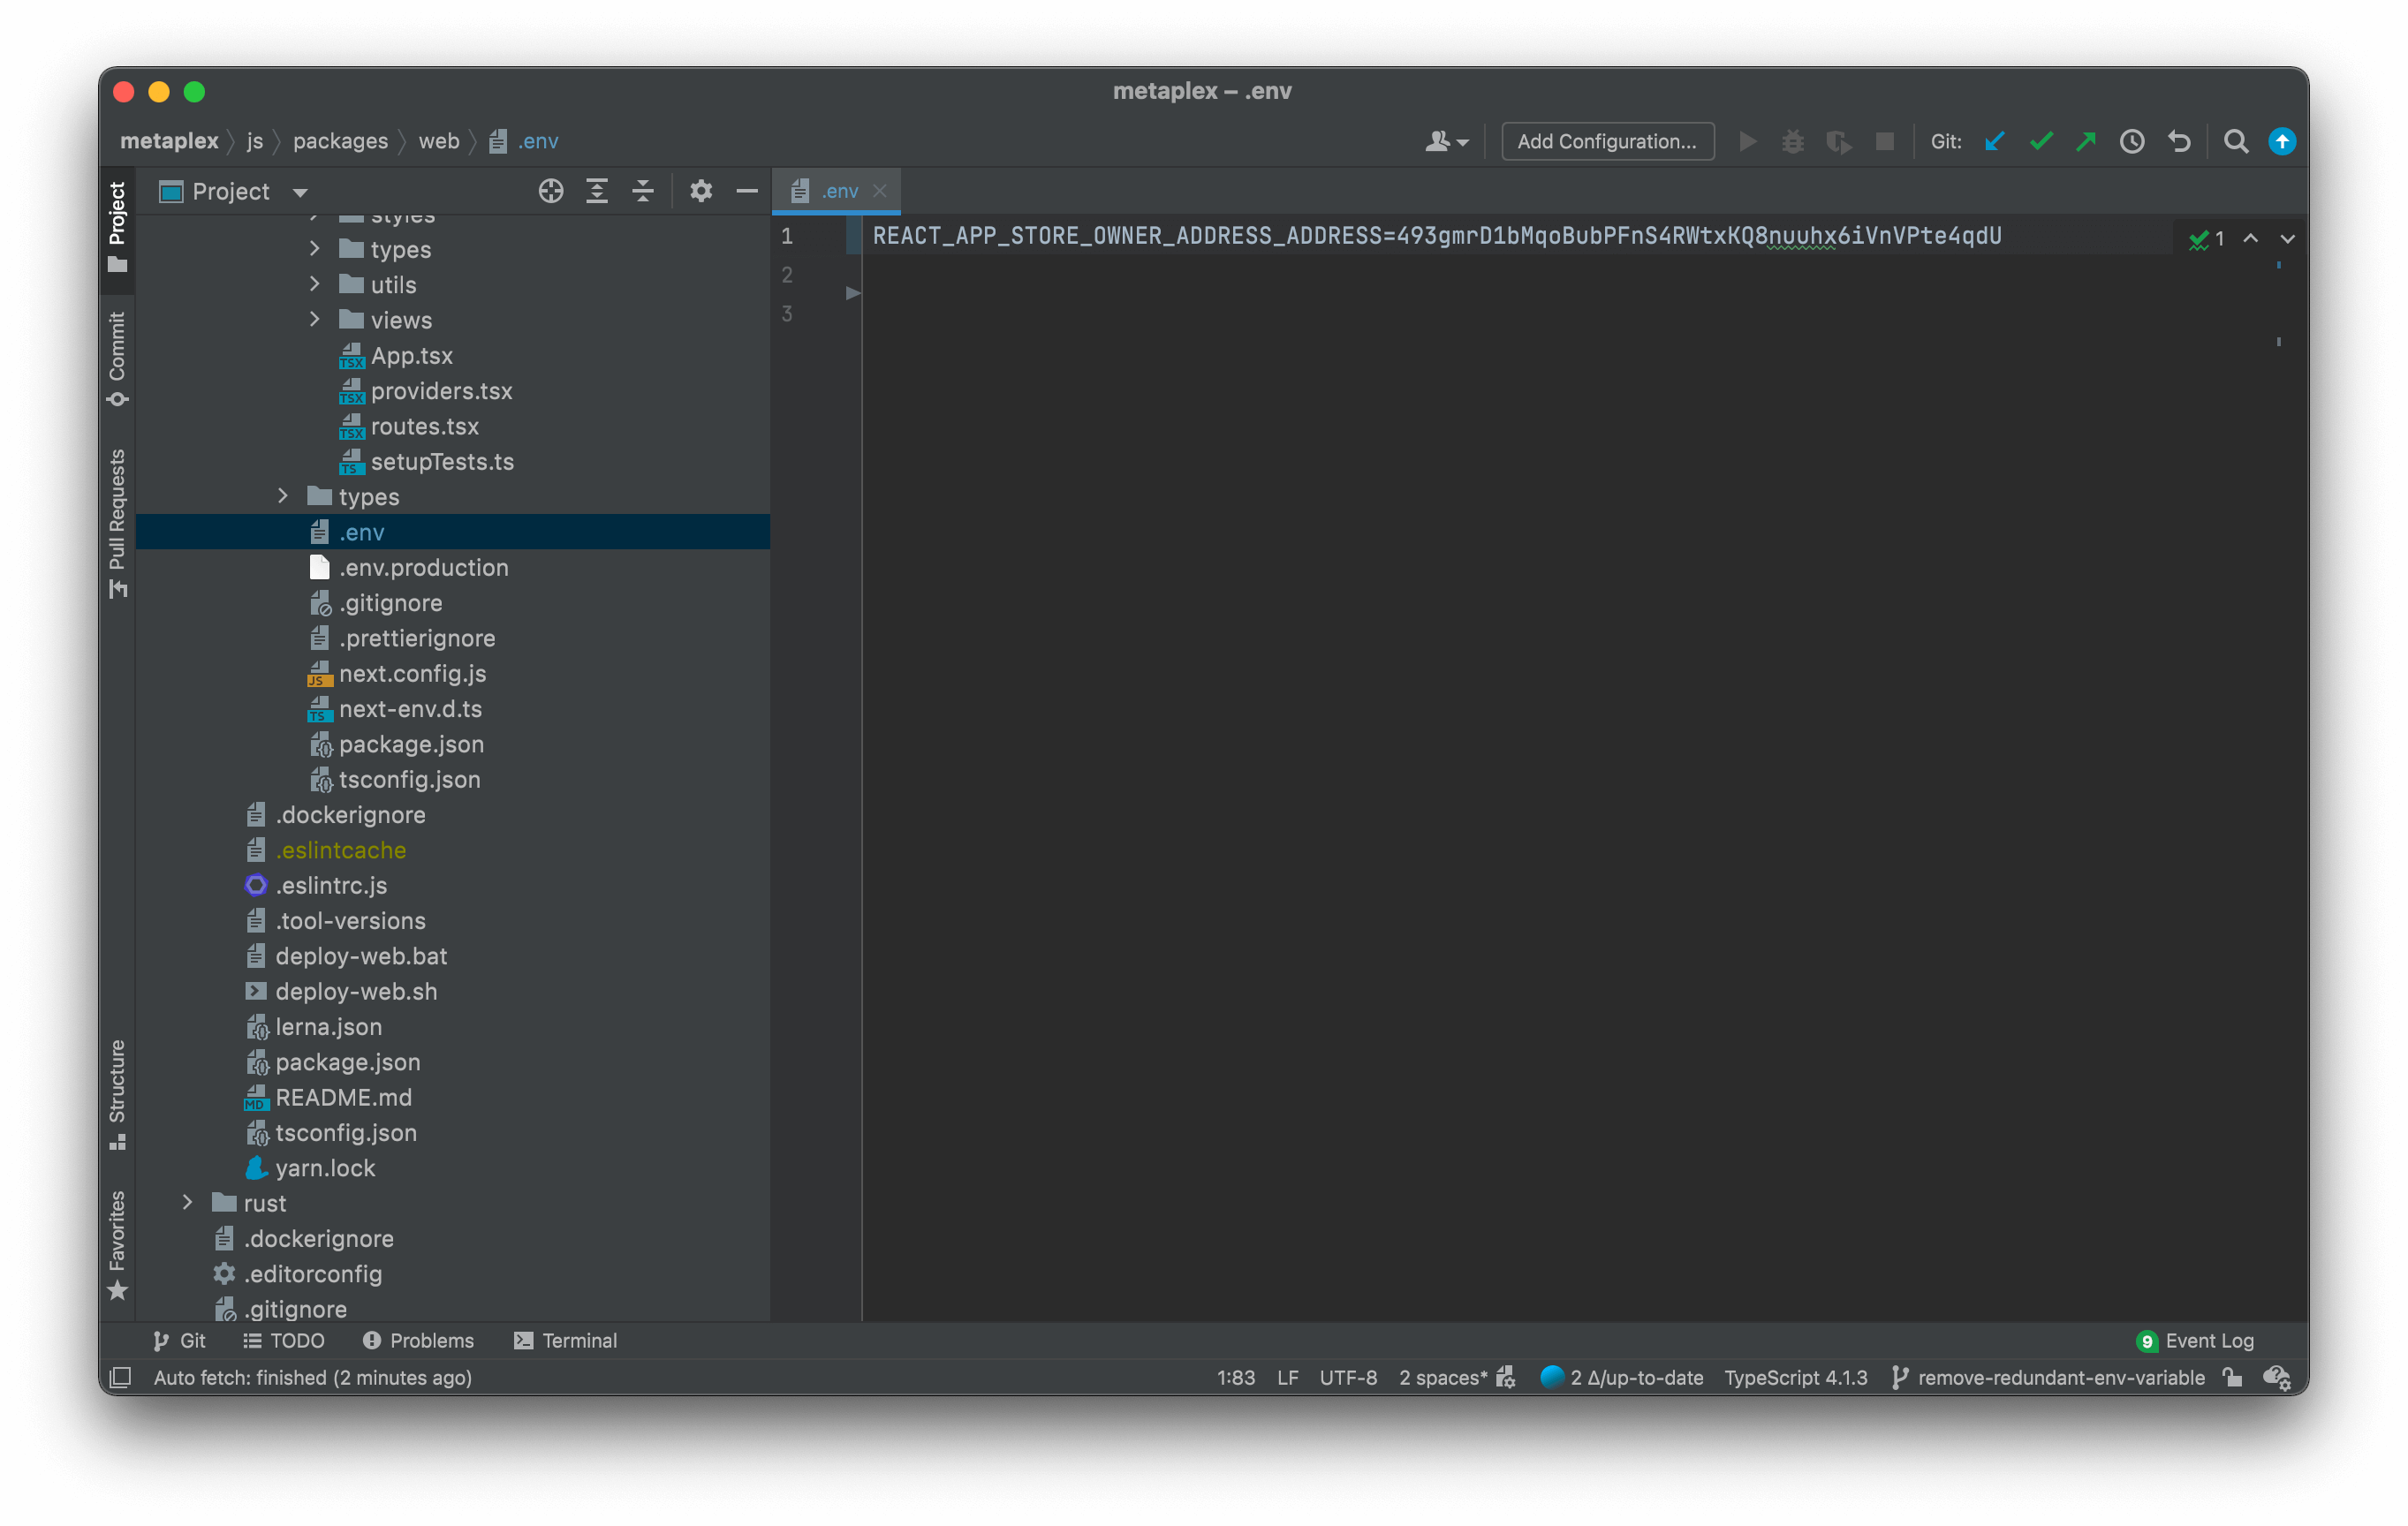 metaplex – .env
metaplex js packages web .env
Add Configuration...
Git:
Project
.env
Project
Commit
Pull Requests
Structure
Favorites
styles
types
utils
views
App.tsx
providers.tsx
routes.tsx
setupTests.ts
types
.env
.env.production
.gitignore
.prettierignore
next.config.js
next-env.d.ts
package.json
tsconfig.json
.dockerignore
.eslintcache
.eslintrc.js
.tool-versions
deploy-web.bat
deploy-web.sh
lerna.json
package.json
README.md
tsconfig.json
yarn.lock
rust
.dockerignore
.editorconfig
.gitignore
1 REACT_APP_STORE_OWNER_ADDRESS_ADDRESS=493gmrD1bMqoBubPFnS4RWtxKQ8nuuhx6iVnVPte4qdU
1
2
3
Git TODO Problems Terminal
9 Event Log
Auto fetch: finished (2 minutes ago)
1:83 LF UTF-8 2 spaces* 2 Δ/up-to-date TypeScript 4.1.3 remove-redundant-env-variable